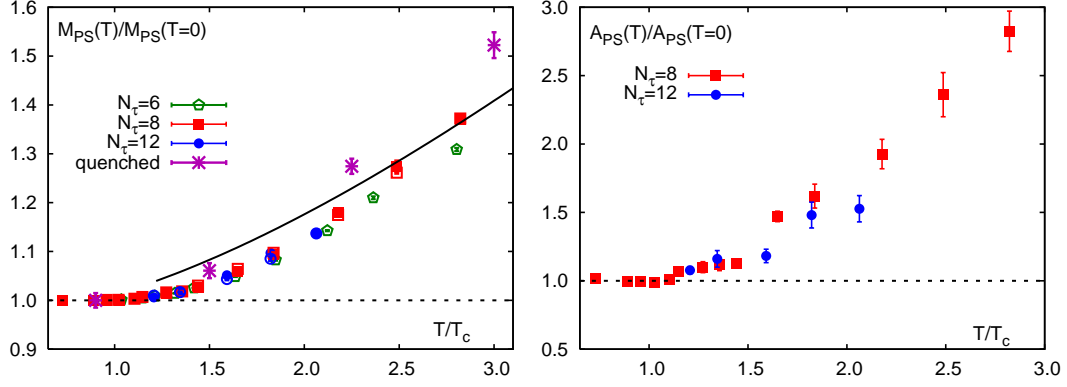 M_PS(T)/M_PS(T=0)
N_τ=6
N_τ=8
N_τ=12
quenched
T/T_c
0.9
1.0
1.1
1.2
1.3
1.4
1.5
1.6
1.0 1.5 2.0 2.5 3.0
A_PS(T)/A_PS(T=0)
N_τ=8
N_τ=12
T/T_c
0.5
1.0
1.5
2.0
2.5
3.0
1.0 1.5 2.0 2.5 3.0